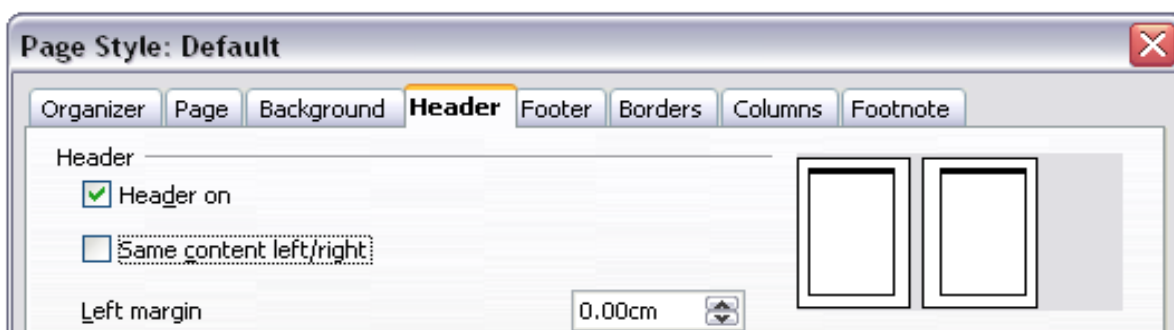 Page Style: Default
Organizer Page Background Header Footer Borders Columns Footnote
Header
Header on
Same content left/right
Left margin 0.00cm